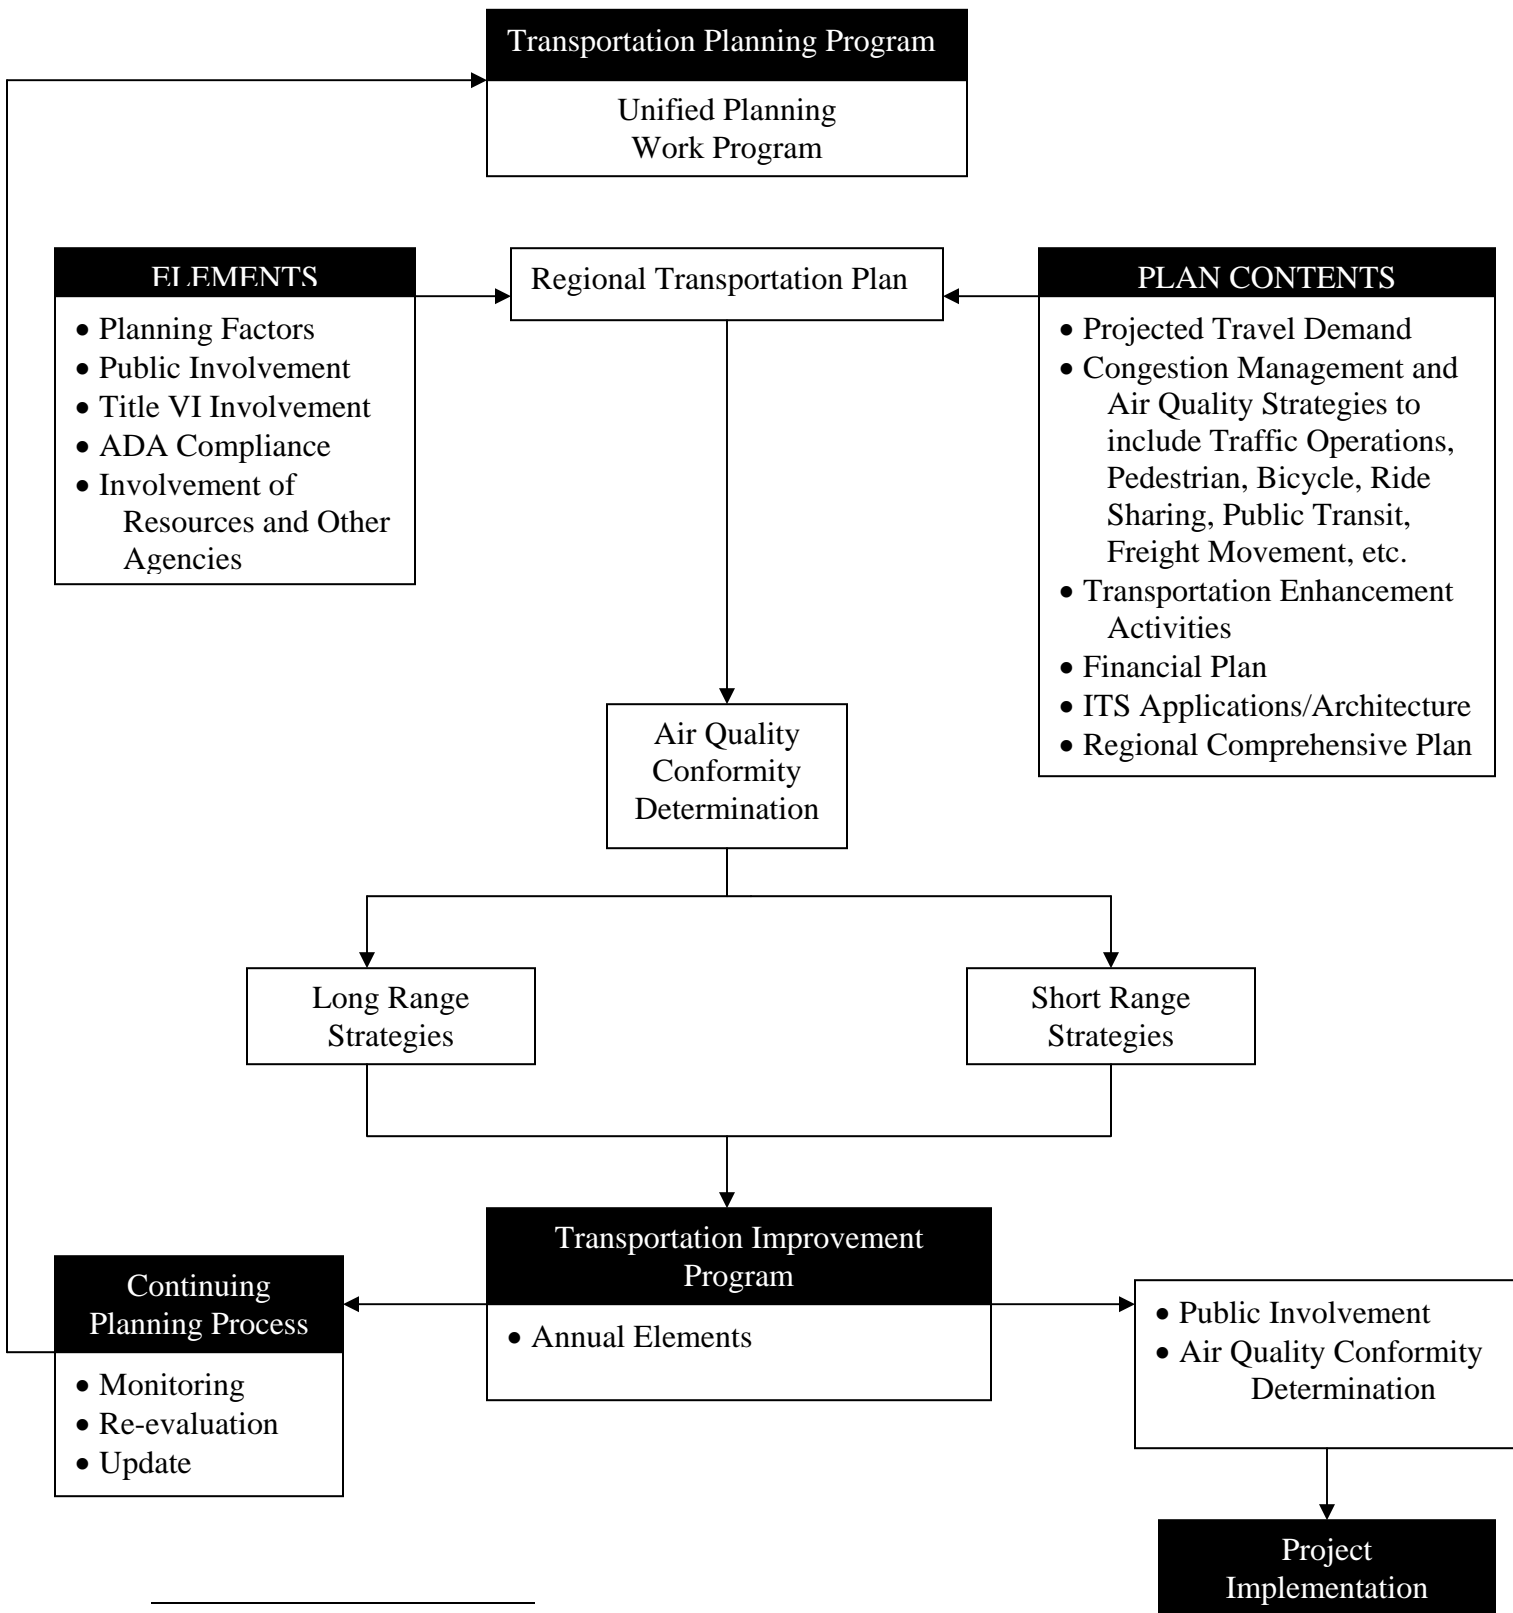 Transportation Planning Program
Unified Planning
Work Program
ELEMENTS
• Planning Factors
• Public Involvement
• Title VI Involvement
• ADA Compliance
• Involvement of
Resources and Other
Agencies
Regional Transportation Plan
PLAN CONTENTS
• Projected Travel Demand
• Congestion Management and
Air Quality Strategies to
include Traffic Operations,
Pedestrian, Bicycle, Ride
Sharing, Public Transit,
Freight Movement, etc.
• Transportation Enhancement
Activities
• Financial Plan
• ITS Applications/Architecture
• Regional Comprehensive Plan
Air Quality
Conformity
Determination
Long Range
Strategies
Short Range
Strategies
Transportation Improvement
Program
• Annual Elements
Continuing
Planning Process
• Monitoring
• Re-evaluation
• Update
• Public Involvement
• Air Quality Conformity
Determination
Project
Implementation